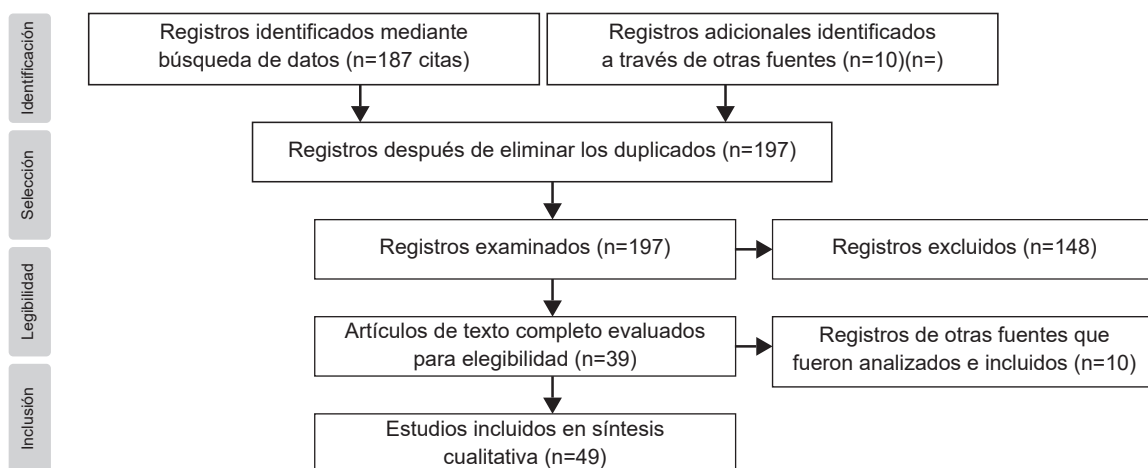 Identificación
Registros identificados mediante
búsqueda de datos (n=187 citas)
Registros adicionales identificados
a través de otras fuentes (n=10)(n=)
Selección
Registros después de eliminar los duplicados (n=197)
Registros examinados (n=197)
Registros excluidos (n=148)
Legibilidad
Artículos de texto completo evaluados
para elegibilidad (n=39)
Registros de otras fuentes que
fueron analizados e incluidos (n=10)
Inclusión
Estudios incluidos en síntesis
cualitativa (n=49)